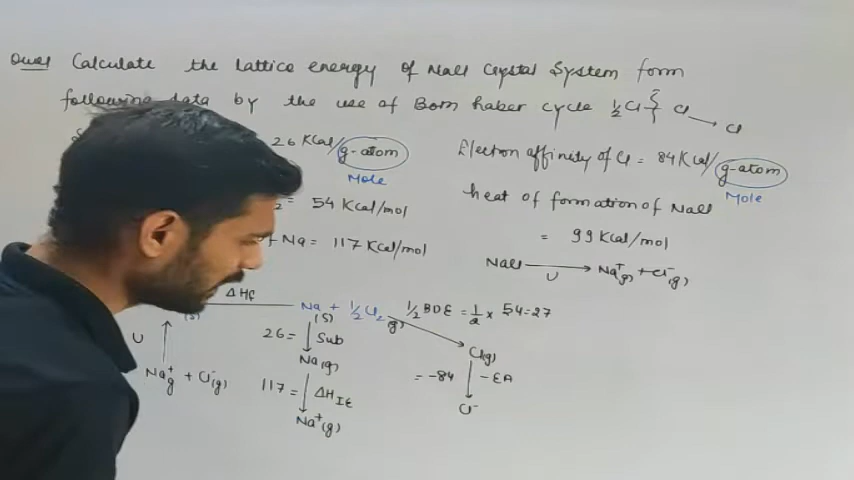 Ques Calculate the lattice energy of NaCl Crystal System form
following data by the use of Born haber cycle ½Cl Cl → Cl
26 KCal/g-atom
Mole
Electron affinity of Cl = 84 KCal/g-atom
Mole
2 = 54 KCal/mol
heat of formation of NaCl
= 99 KCal/mol
f Na = 117 KCal/mol
NaCl → Na⁺(g) + Cl⁻(g)
U
ΔHf
(s)
Na(s) + ½Cl₂(g)
½ BDE = ½ × 54 = 27
U
26 = Sub
Cl(g)
Na(g)
Na⁺g + Cl⁻(g)
= -84 -EA
117 = ΔHIE
Cl⁻
Na⁺(g)